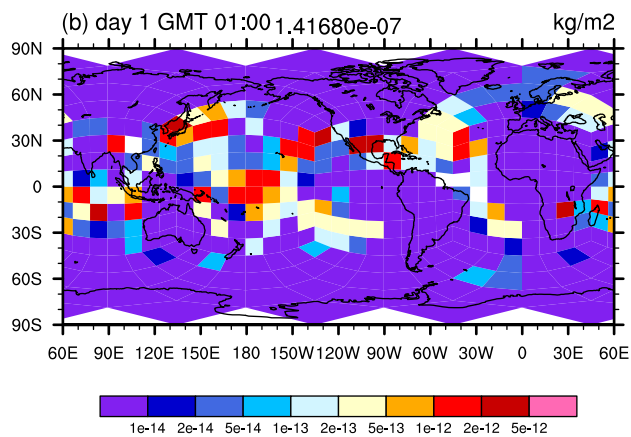 (b) day 1 GMT 01:00 1.41680e-07 kg/m2
90N
60N
30N
0
30S
60S
90S
60E 90E 120E 150E 180E 150W 120W 90W 60W 30W 0 30E 60E
1e-14 2e-14 5e-14 1e-13 2e-13 5e-13 1e-12 2e-12 5e-12